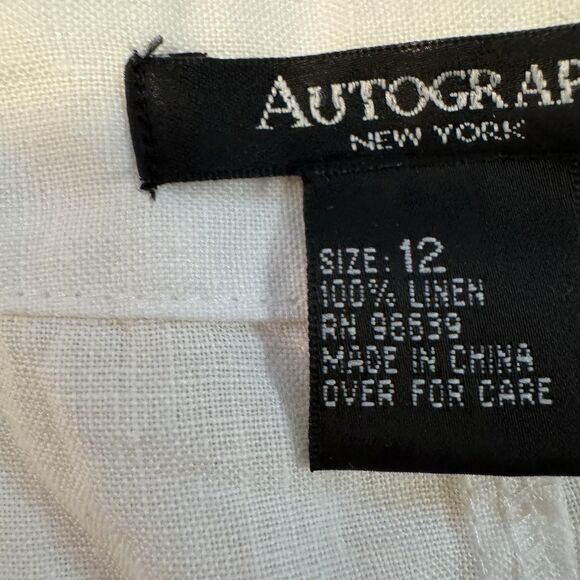 AUTOGRAP
NEW YORK
SIZE: 12
100% LINEN
RN 96639
MADE IN CHINA
OVER FOR CARE